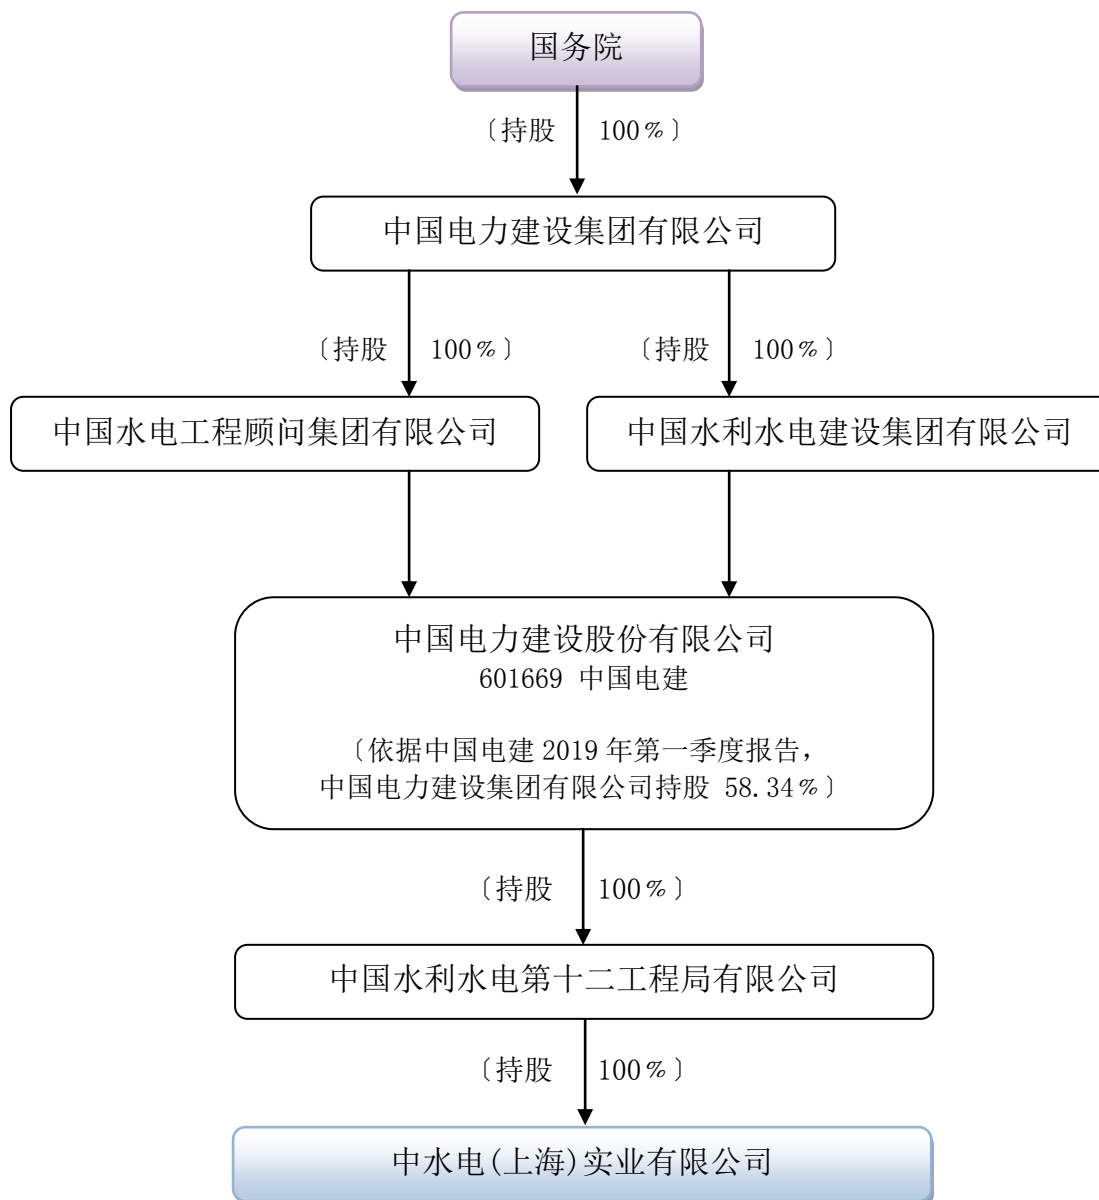 国务院
〔持股 100%〕
中国电力建设集团有限公司
〔持股 100%〕 〔持股 100%〕
中国水电工程顾问集团有限公司 中国水利水电建设集团有限公司
中国电力建设股份有限公司
601669 中国电建
〔依据中国电建 2019 年第一季度报告，
中国电力建设集团有限公司持股 58.34%〕
〔持股 100%〕
中国水利水电第十二工程局有限公司
〔持股 100%〕
中水电(上海)实业有限公司